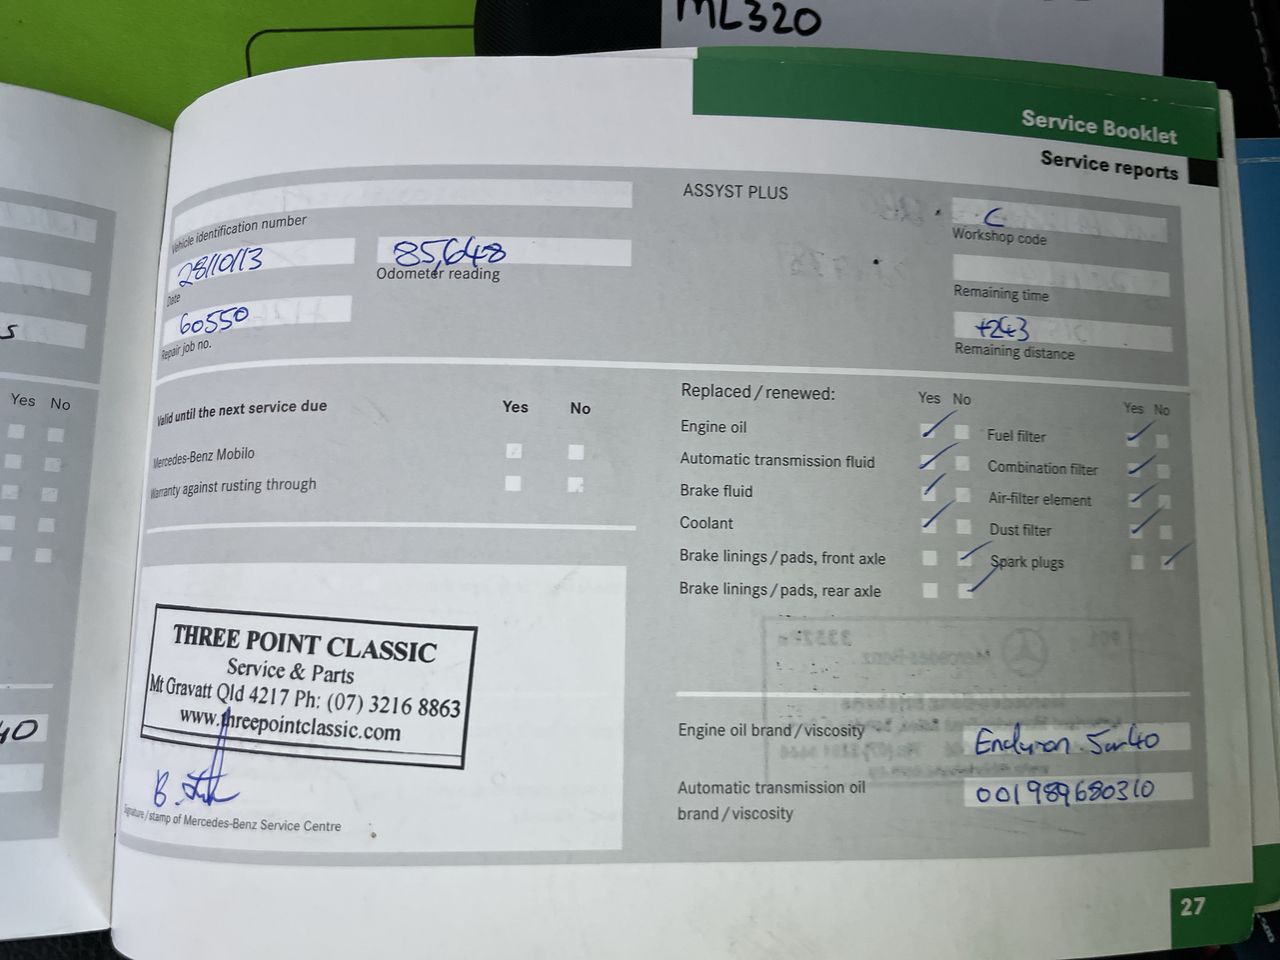 ML320
Service Booklet
Service reports
ASSYST PLUS
Vehicle identification number
28/10/13
Date
85,648
Odometer reading
60550
Repair job no.
C
Workshop code
Remaining time
+243
Remaining distance
Valid until the next service due Yes No
Mercedes-Benz Mobilo
Warranty against rusting through
Replaced / renewed: Yes No Yes No
Engine oil Fuel filter
Automatic transmission fluid Combination filter
Brake fluid Air-filter element
Coolant Dust filter
Brake linings / pads, front axle Spark plugs
Brake linings / pads, rear axle
Yes No
THREE POINT CLASSIC
Service & Parts
Mt Gravatt Qld 4217 Ph: (07) 3216 8863
www.threepointclassic.com
Signature / stamp of Mercedes-Benz Service Centre
Engine oil brand / viscosity Enduron 5w40
Automatic transmission oil 001989680310
brand / viscosity
27